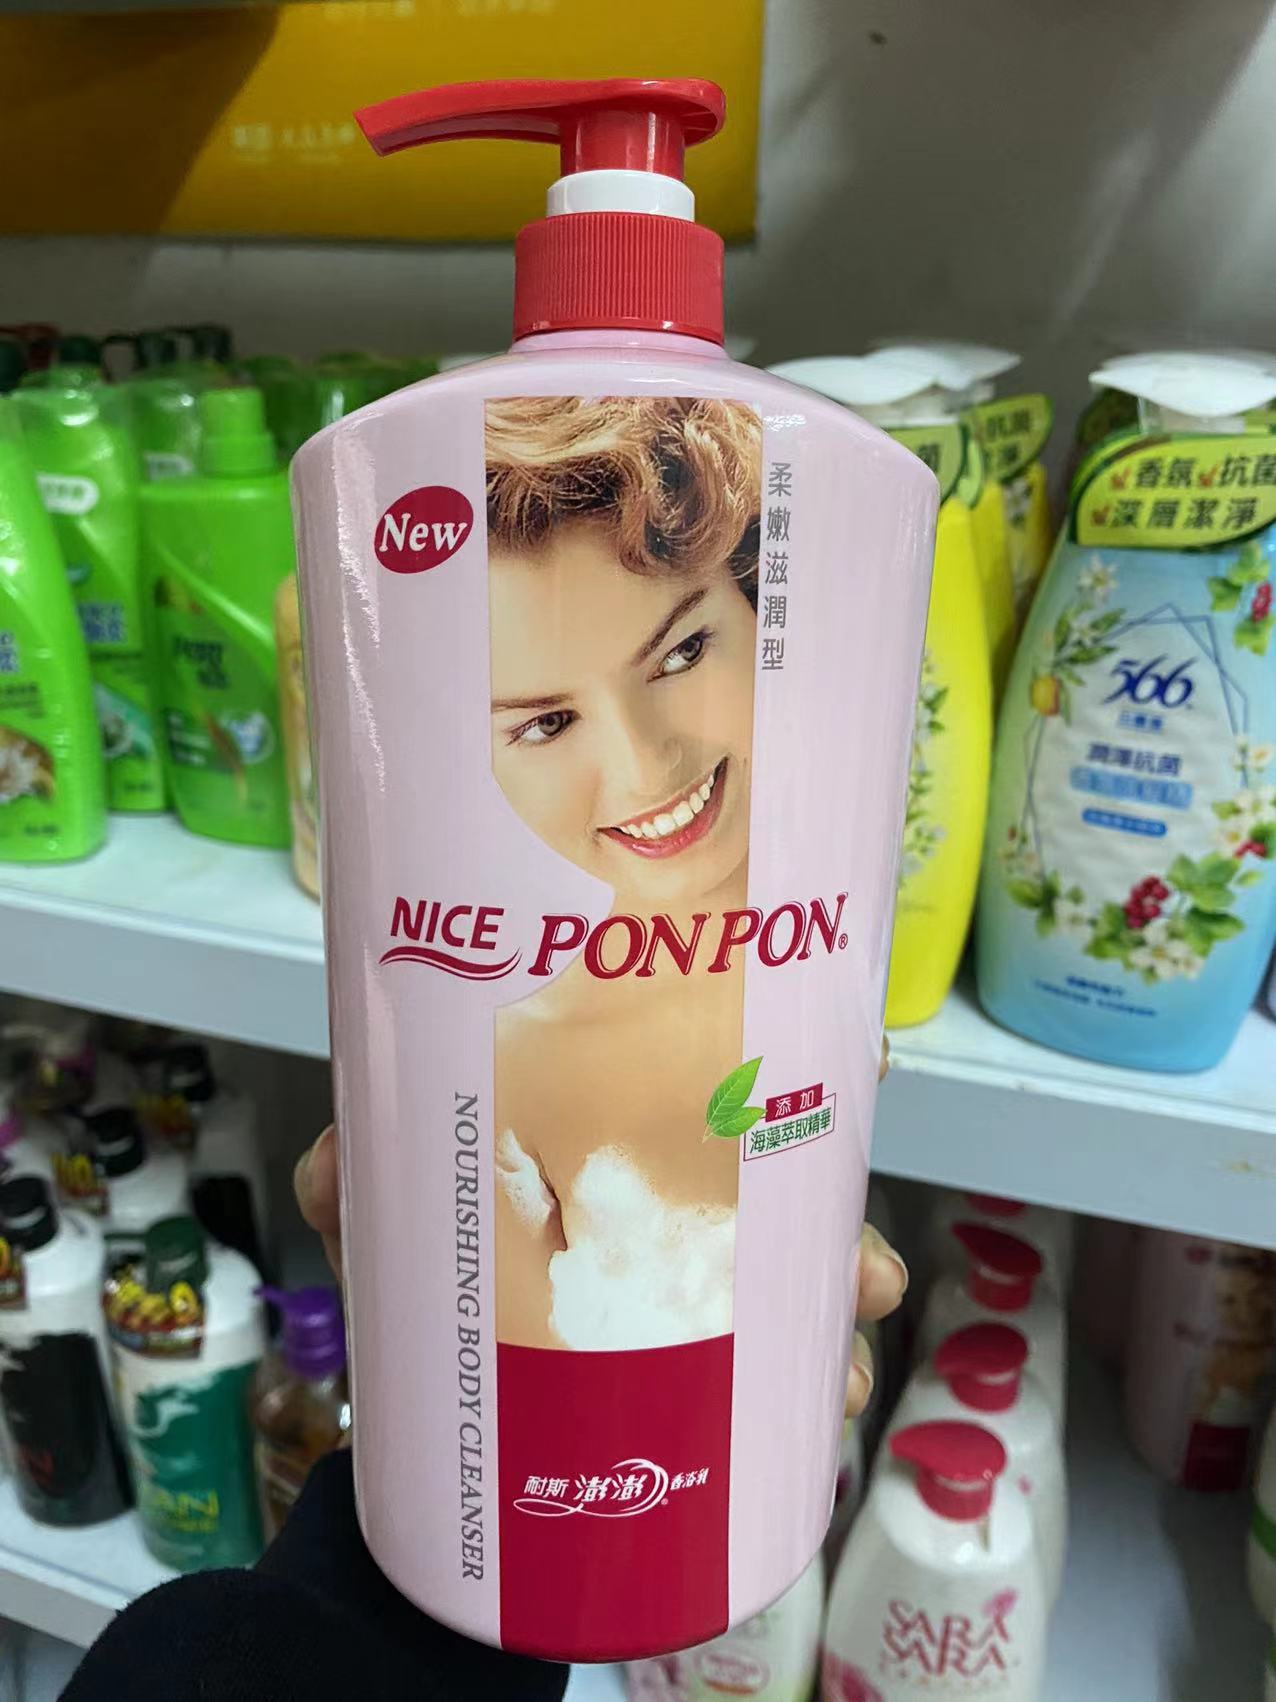 New
柔嫩滋潤型
NICE PON PON®
添加
海藻萃取精華
NOURISHING BODY CLEANSER
耐斯 澎澎® 香浴乳
香氛 抗菌
深層潔淨
566
潤澤抗菌
SARA
SARA